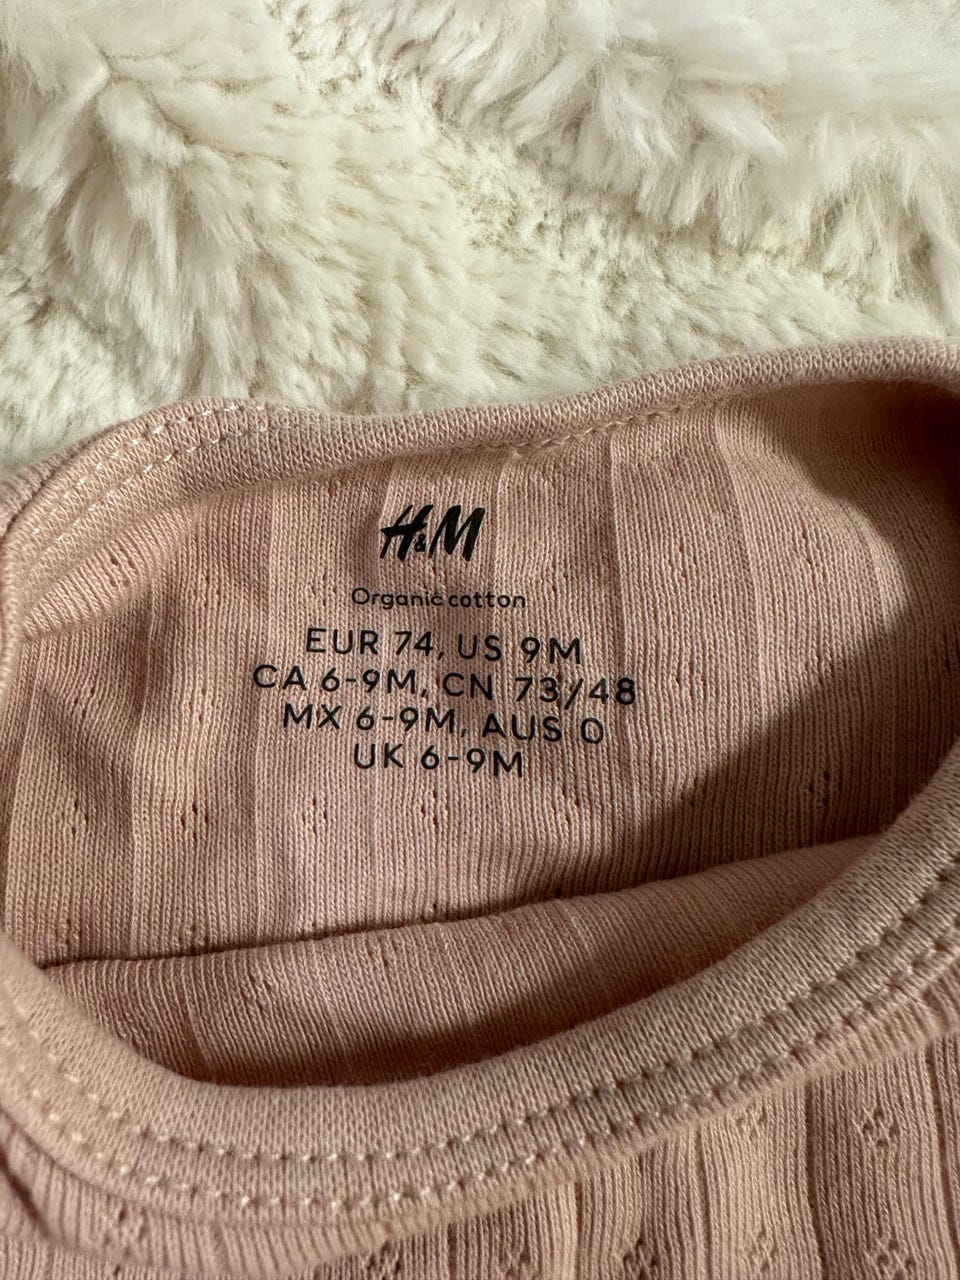 H&M
Organic cotton
EUR 74, US 9M
CA 6-9M, CN 73/48
MX 6-9M, AUS 0
UK 6-9M